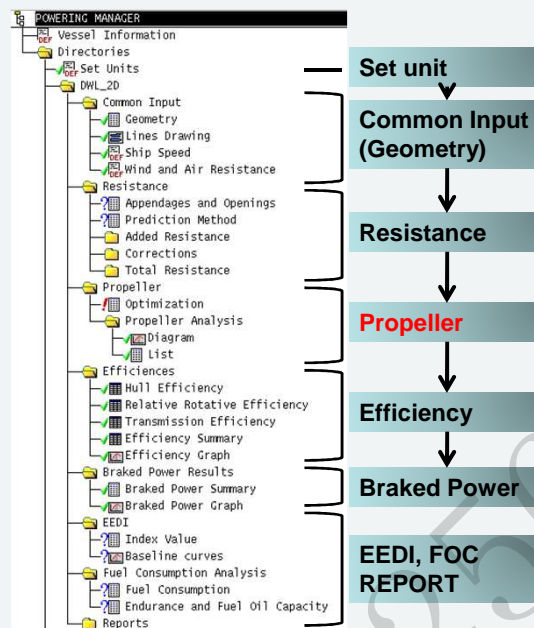 POWERING MANAGER
DEF Vessel Information
Directories
DEF Set Units
DWL_2D
Common Input
Geometry
Lines Drawing
DEF Ship Speed
DEF Wind and Air Resistance
Resistance
? Appendages and Openings
? Prediction Method
Added Resistance
Corrections
Total Resistance
Propeller
! Optimization
Propeller Analysis
Diagram
List
Efficiences
Hull Efficiency
Relative Rotative Efficiency
Transmission Efficiency
Efficiency Summary
Efficiency Graph
Braked Power Results
Braked Power Summary
Braked Power Graph
EEDI
? Index Value
? Baseline curves
Fuel Consumption Analysis
? Fuel Consumption
? Endurance and Fuel Oil Capacity
Reports
Set unit
Common Input
(Geometry)
Resistance
Propeller
Efficiency
Braked Power
EEDI, FOC
REPORT